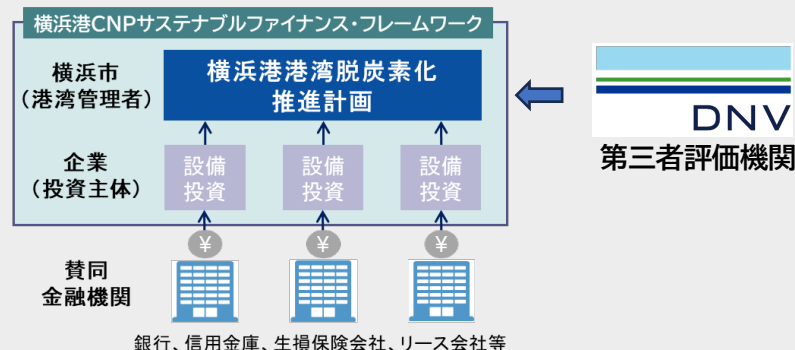 横浜港CNPサステナブルファイナンス・フレームワーク
横浜市
（港湾管理者）
横浜港港湾脱炭素化
推進計画
DNV
第三者評価機関
企業
（投資主体）
設備
投資
設備
投資
設備
投資
¥
¥
¥
賛同
金融機関
銀行、信用金庫、生損保険会社、リース会社等